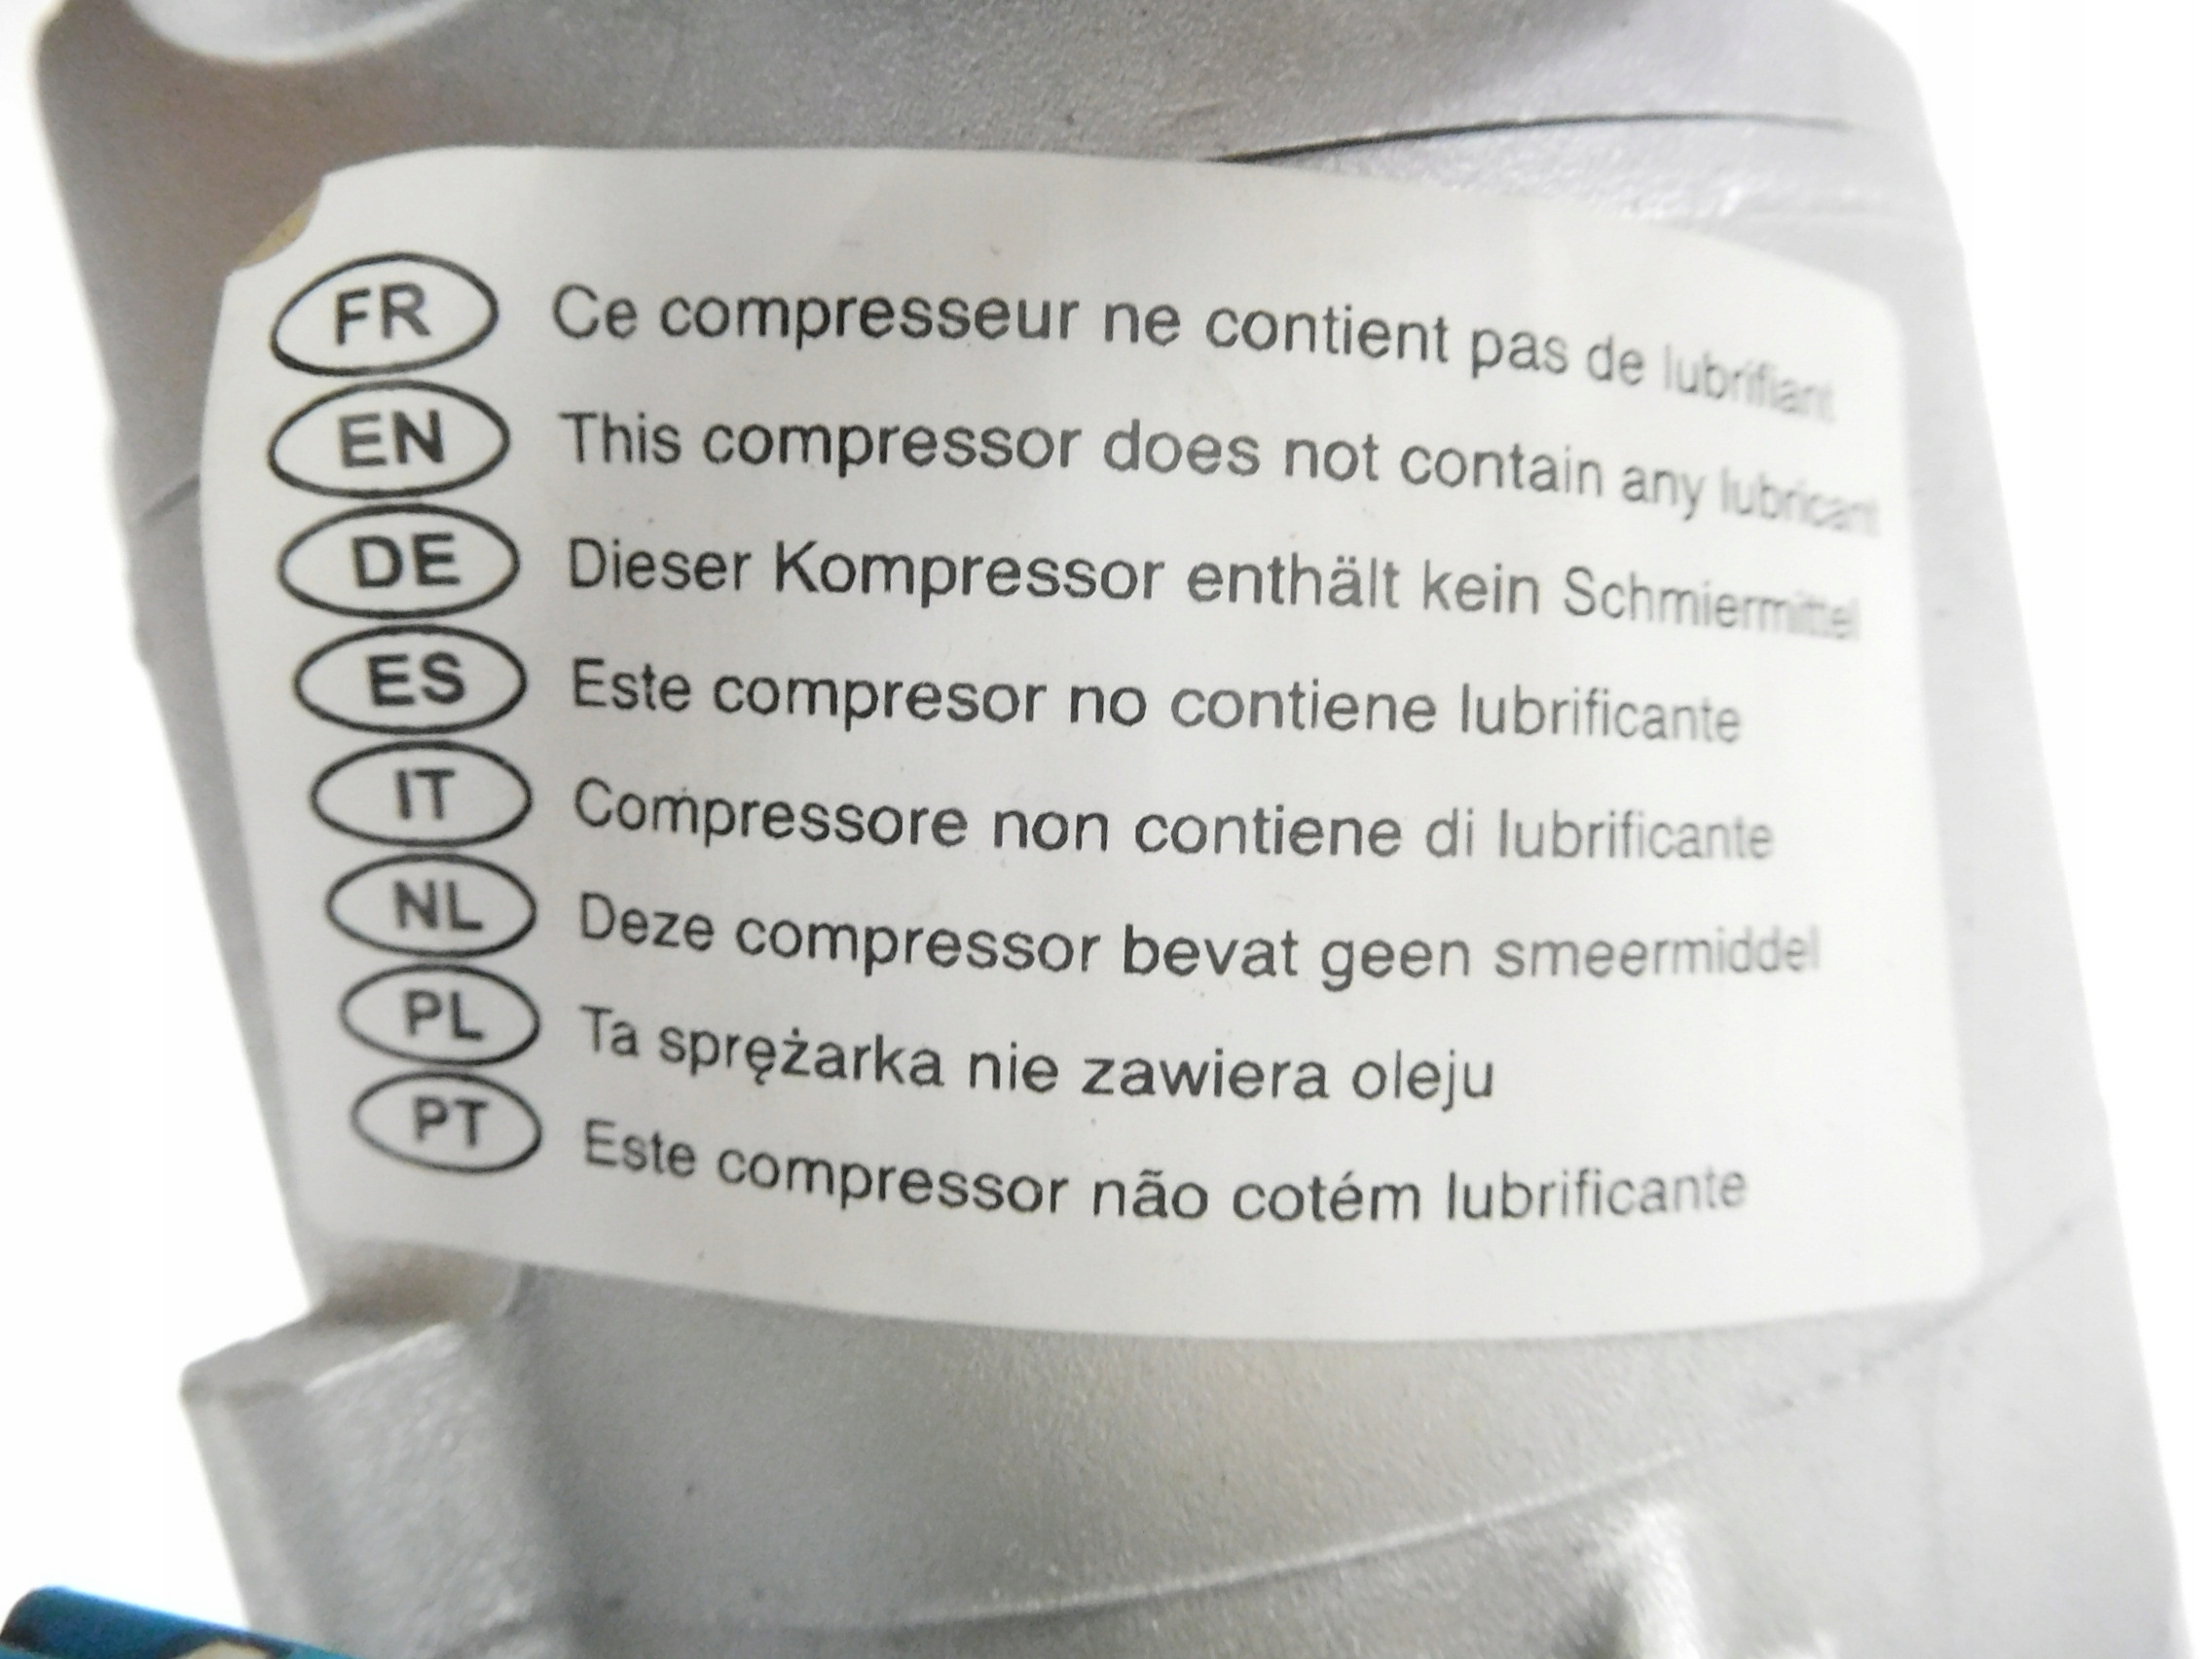 FR Ce compresseur ne contient pas de lubrifiant
EN This compressor does not contain any lubricant
DE Dieser Kompressor enthält kein Schmiermittel
ES Este compresor no contiene lubrificante
IT Compressore non contiene di lubrificante
NL Deze compressor bevat geen smeermiddel
PL Ta sprężarka nie zawiera oleju
PT Este compressor não cotém lubrificante